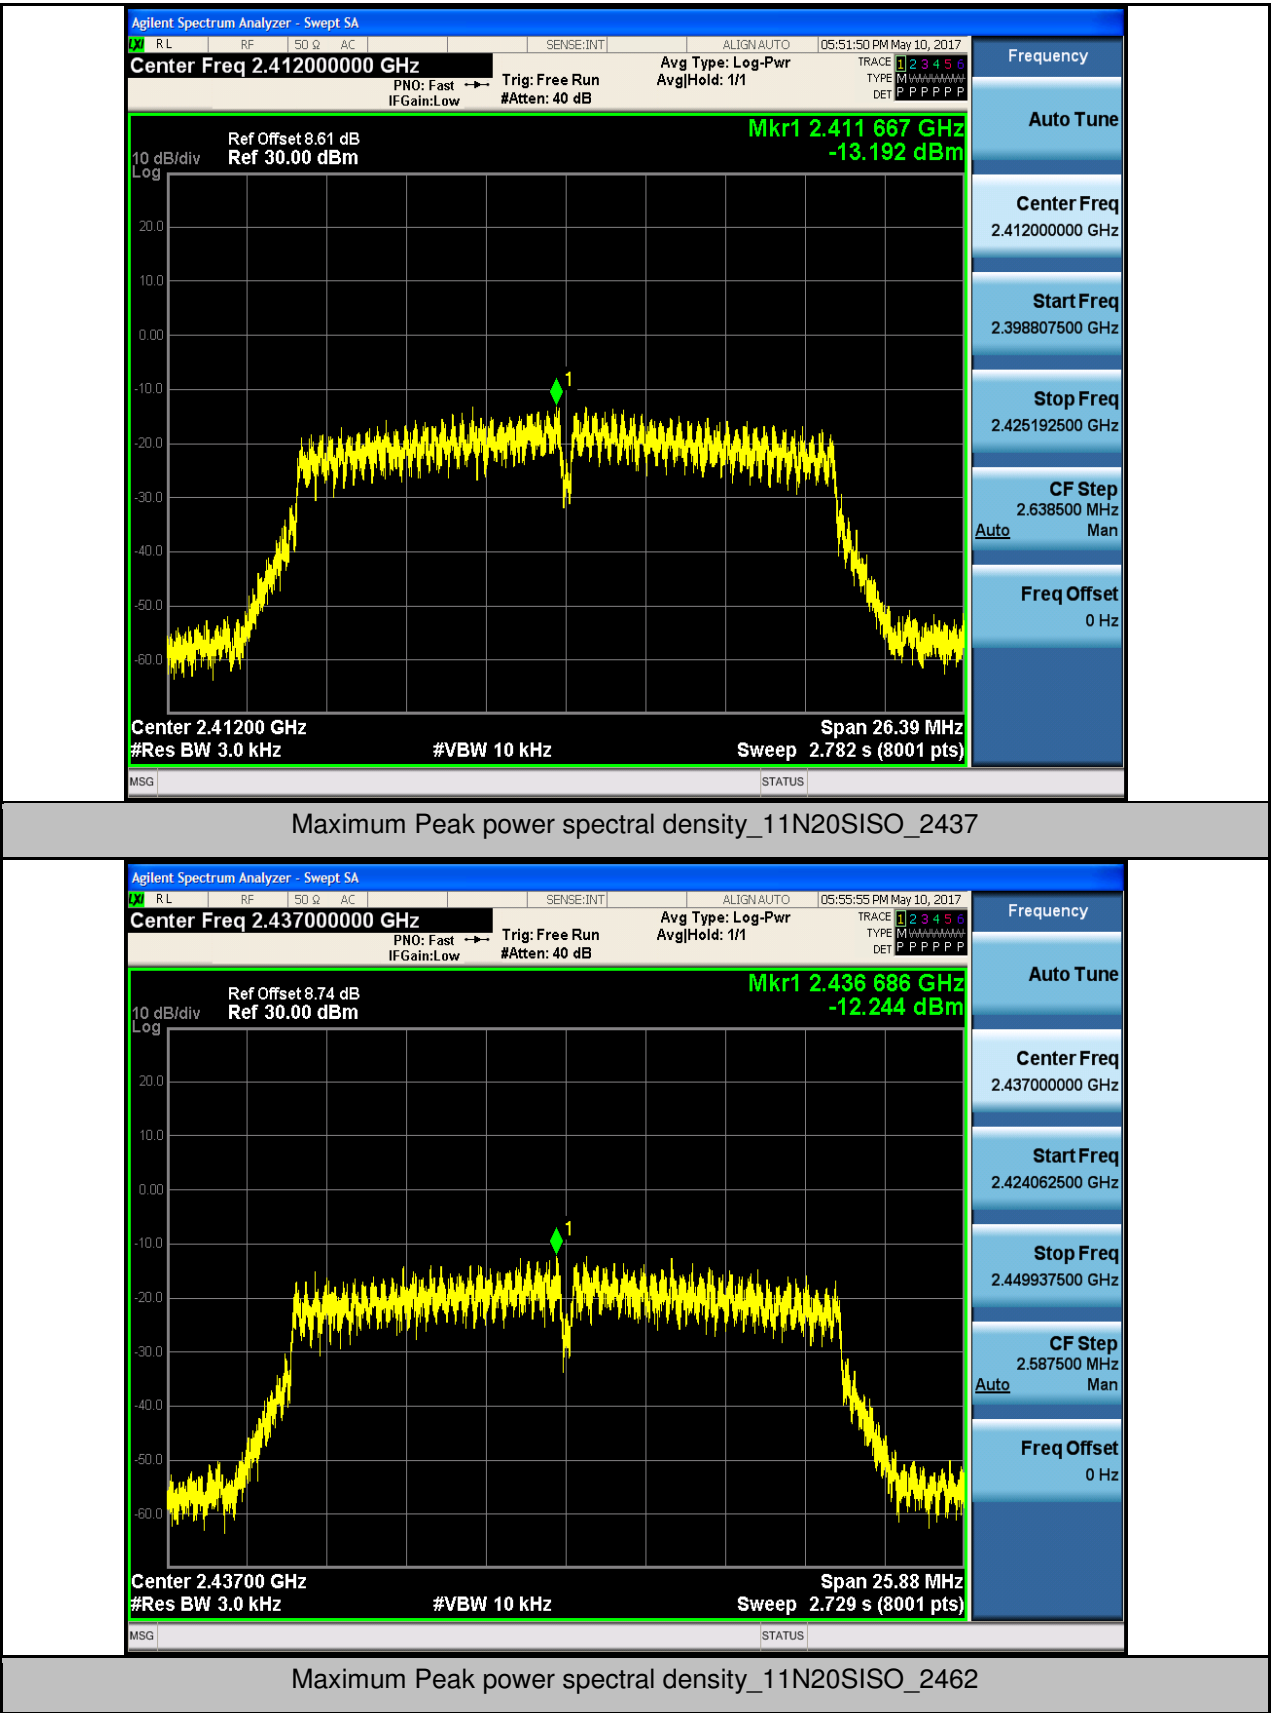 Agilent Spectrum Analyzer - Swept SA
LXI RL RF 50 Ω AC SENSE:INT ALIGN AUTO 05:51:50 PM May 10, 2017
Center Freq 2.412000000 GHz
PNO: Fast
IFGain:Low
Trig: Free Run
#Atten: 40 dB
Avg Type: Log-Pwr
Avg|Hold: 1/1
TRACE 1 2 3 4 5 6
TYPE M WWWWW
DET P P P P P P
Frequency
Auto Tune
Center Freq
2.412000000 GHz
Start Freq
2.398807500 GHz
Stop Freq
2.425192500 GHz
CF Step
2.638500 MHz
Auto Man
Freq Offset
0 Hz
Mkr1 2.411 667 GHz
-13.192 dBm
Ref Offset 8.61 dB
10 dB/div Ref 30.00 dBm
Log
20.0
10.0
0.00
-10.0
-20.0
-30.0
-40.0
-50.0
-60.0
1
Center 2.41200 GHz Span 26.39 MHz
#Res BW 3.0 kHz #VBW 10 kHz Sweep 2.782 s (8001 pts)
MSG STATUS
Maximum Peak power spectral density_11N20SISO_2437
Agilent Spectrum Analyzer - Swept SA
LXI RL RF 50 Ω AC SENSE:INT ALIGN AUTO 05:55:55 PM May 10, 2017
Center Freq 2.437000000 GHz
PNO: Fast
IFGain:Low
Trig: Free Run
#Atten: 40 dB
Avg Type: Log-Pwr
Avg|Hold: 1/1
TRACE 1 2 3 4 5 6
TYPE M WWWWW
DET P P P P P P
Frequency
Auto Tune
Center Freq
2.437000000 GHz
Start Freq
2.424062500 GHz
Stop Freq
2.449937500 GHz
CF Step
2.587500 MHz
Auto Man
Freq Offset
0 Hz
Mkr1 2.436 686 GHz
-12.244 dBm
Ref Offset 8.74 dB
10 dB/div Ref 30.00 dBm
Log
20.0
10.0
0.00
-10.0
-20.0
-30.0
-40.0
-50.0
-60.0
1
Center 2.43700 GHz Span 25.88 MHz
#Res BW 3.0 kHz #VBW 10 kHz Sweep 2.729 s (8001 pts)
MSG STATUS
Maximum Peak power spectral density_11N20SISO_2462